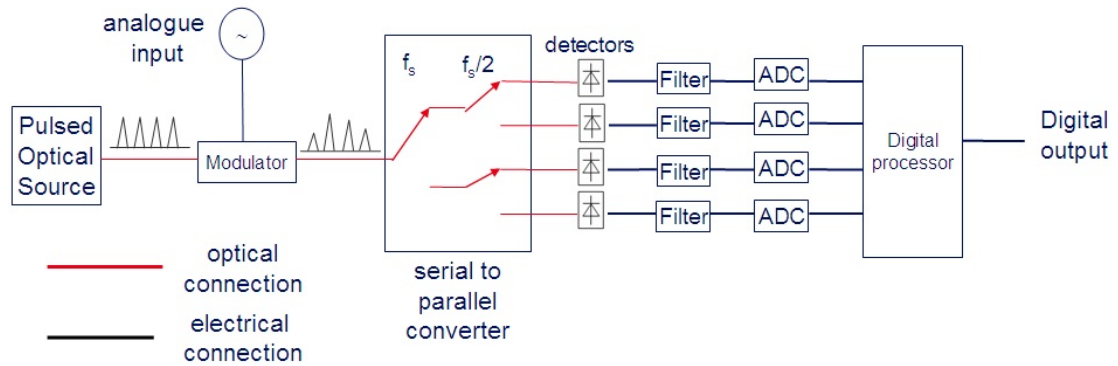 analogue
input
~
Pulsed
Optical
Source
Modulator
fs
fs/2
detectors
Filter
ADC
Filter
ADC
Filter
ADC
Filter
ADC
Digital
processor
Digital
output
serial to
parallel
converter
optical
connection
electrical
connection